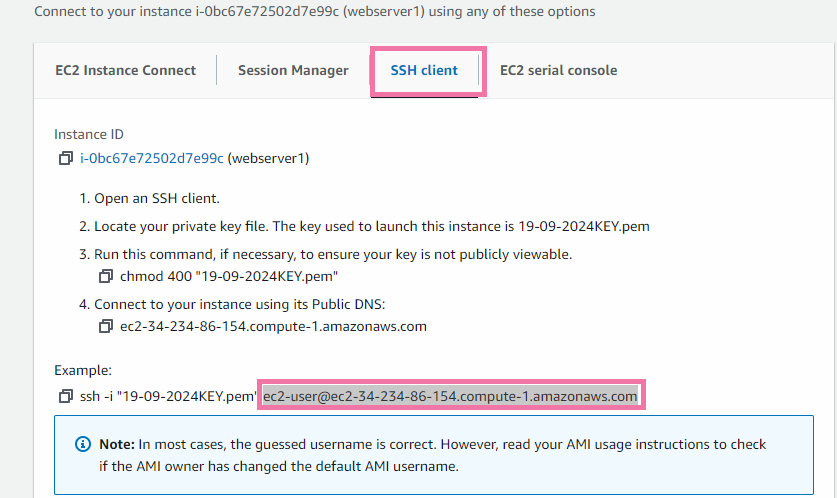 Connect to your instance i-0bc67e72502d7e99c (webserver1) using any of these options
EC2 Instance Connect Session Manager SSH client EC2 serial console
Instance ID
i-0bc67e72502d7e99c (webserver1)
1. Open an SSH client.
2. Locate your private key file. The key used to launch this instance is 19-09-2024KEY.pem
3. Run this command, if necessary, to ensure your key is not publicly viewable.
chmod 400 "19-09-2024KEY.pem"
4. Connect to your instance using its Public DNS:
ec2-34-234-86-154.compute-1.amazonaws.com
Example:
ssh -i "19-09-2024KEY.pem" ec2-user@ec2-34-234-86-154.compute-1.amazonaws.com
Note: In most cases, the guessed username is correct. However, read your AMI usage instructions to check
if the AMI owner has changed the default AMI username.